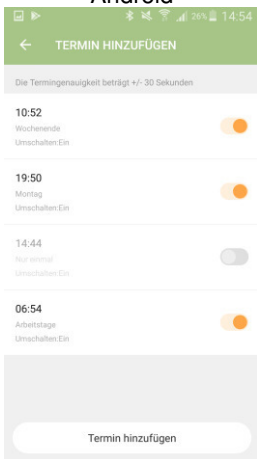 Android
26% 14:54
TERMIN HINZUFÜGEN
Die Termingenauigkeit beträgt +/- 30 Sekunden
10:52
Wochenende
Umschalten:Ein
19:50
Montag
Umschalten:Ein
14:44
Nur einmal
Umschalten:Ein
06:54
Arbeitstage
Umschalten:Ein
Termin hinzufügen